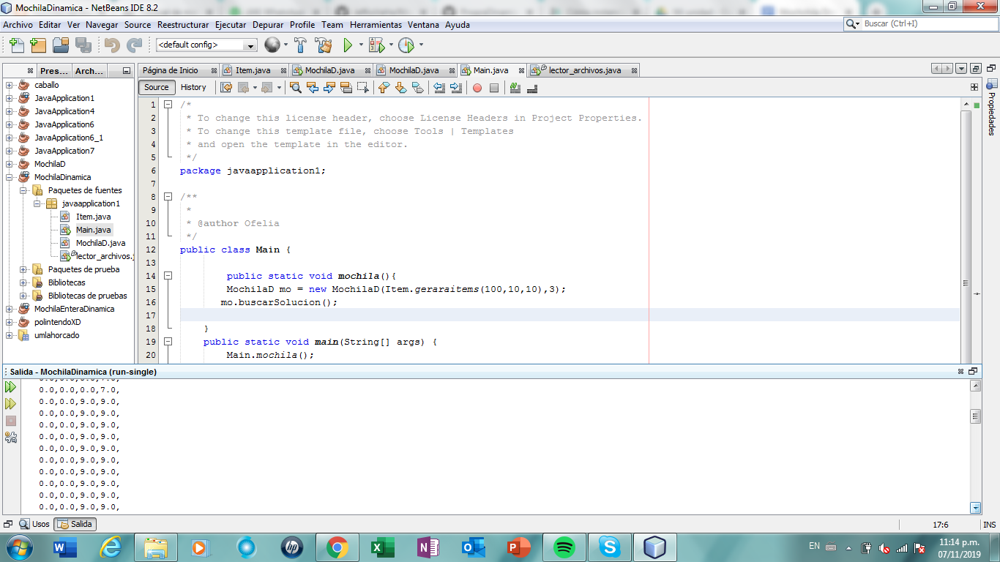 MochilaDinamica - NetBeans IDE 8.2
Archivo Editar Ver Navegar Source Reestructurar Ejecutar Depurar Profile Team Herramientas Ventana Ayuda
Buscar (Ctrl+I)
<default config>
Pres... Arch...
Página de Inicio Item.java MochilaD.java MochilaD.java Main.java lector_archivos.java
Source History
Propiedades
caballo
JavaApplication1
JavaApplication4
JavaApplication6
JavaApplication6_1
JavaApplication7
MochilaD
MochilaDinamica
Paquetes de fuentes
javaapplication1
Item.java
Main.java
MochilaD.java
lector_archivos.j
Paquetes de prueba
Bibliotecas
Bibliotecas de pruebas
MochilaEnteraDinamica
polintendoXD
umlahorcado
1 /*
2 * To change this license header, choose License Headers in Project Properties.
3 * To change this template file, choose Tools | Templates
4 * and open the template in the editor.
5 */
6 package javaapplication1;
7
8 /**
9 *
10 * @author Ofelia
11 */
12 public class Main {
13
14 public static void mochila(){
15 MochilaD mo = new MochilaD(Item.geraraitems(100,10,10),3);
16 mo.buscarSolucion();
17
18 }
19 public static void main(String[] args) {
20 Main.mochila();
Salida - MochilaDinamica (run-single)
0.0,0.0,0.0,7.0,
0.0,0.0,9.0,9.0,
0.0,0.0,9.0,9.0,
0.0,0.0,9.0,9.0,
0.0,0.0,9.0,9.0,
0.0,0.0,9.0,9.0,
0.0,0.0,9.0,9.0,
0.0,0.0,9.0,9.0,
0.0,0.0,9.0,9.0,
0.0,0.0,9.0,9.0,
0.0,0.0,9.0,9.0,
Usos Salida
17:6 INS
EN
11:14 p.m.
07/11/2019